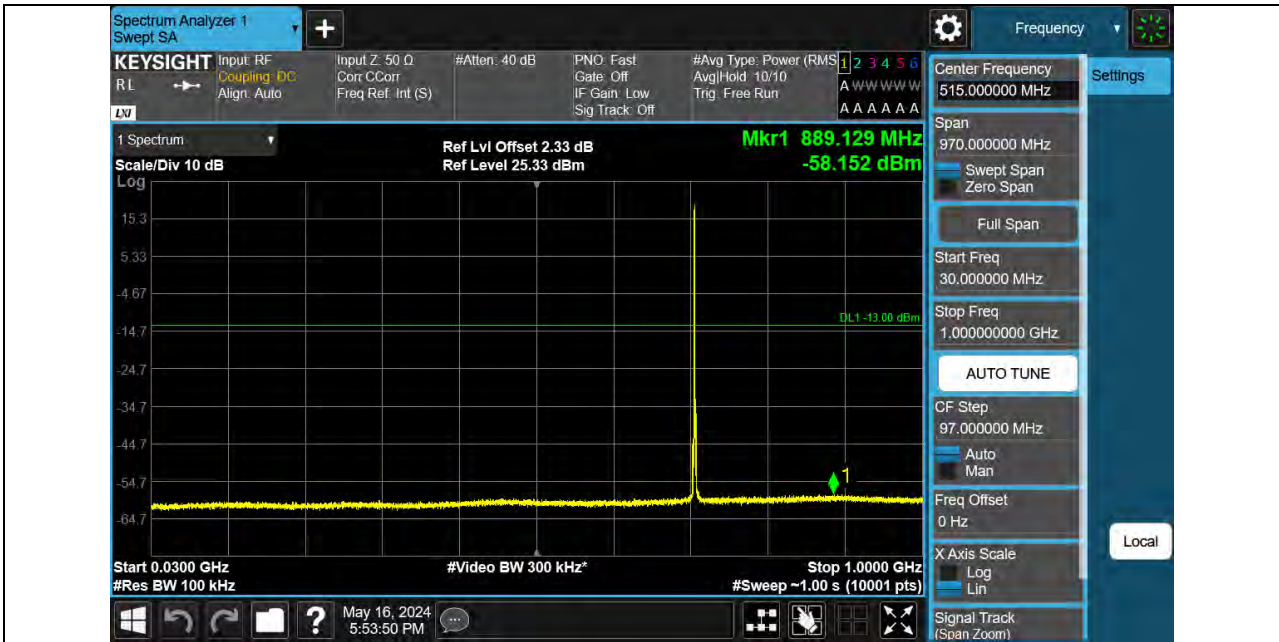 Spectrum Analyzer 1
Swept SA
Frequency
KEYSIGHT
RL
LXI
Input: RF
Coupling: DC
Align: Auto
Input Z: 50 Ω
Corr CCorr
Freq Ref: Int (S)
#Atten: 40 dB
PNO: Fast
Gate: Off
IF Gain: Low
Sig Track: Off
#Avg Type: Power (RMS
Avg|Hold: 10/10
Trig: Free Run
1 2 3 4 5 6
A W W W W W
A A A A A A
1 Spectrum
Scale/Div 10 dB
Ref Lvl Offset 2.33 dB
Ref Level 25.33 dBm
Mkr1 889.129 MHz
-58.152 dBm
Log
15.3
5.33
-4.67
-14.7
-24.7
-34.7
-44.7
-54.7
-64.7
DL1 -13.00 dBm
1
Start 0.0300 GHz
#Res BW 100 kHz
#Video BW 300 kHz*
Stop 1.0000 GHz
#Sweep ~1.00 s (10001 pts)
Center Frequency
515.000000 MHz
Settings
Span
970.000000 MHz
Swept Span
Zero Span
Full Span
Start Freq
30.000000 MHz
Stop Freq
1.000000000 GHz
AUTO TUNE
CF Step
97.000000 MHz
Auto
Man
Freq Offset
0 Hz
X Axis Scale
Log
Lin
Local
Signal Track
(Span Zoom)
?
May 16, 2024
5:53:50 PM